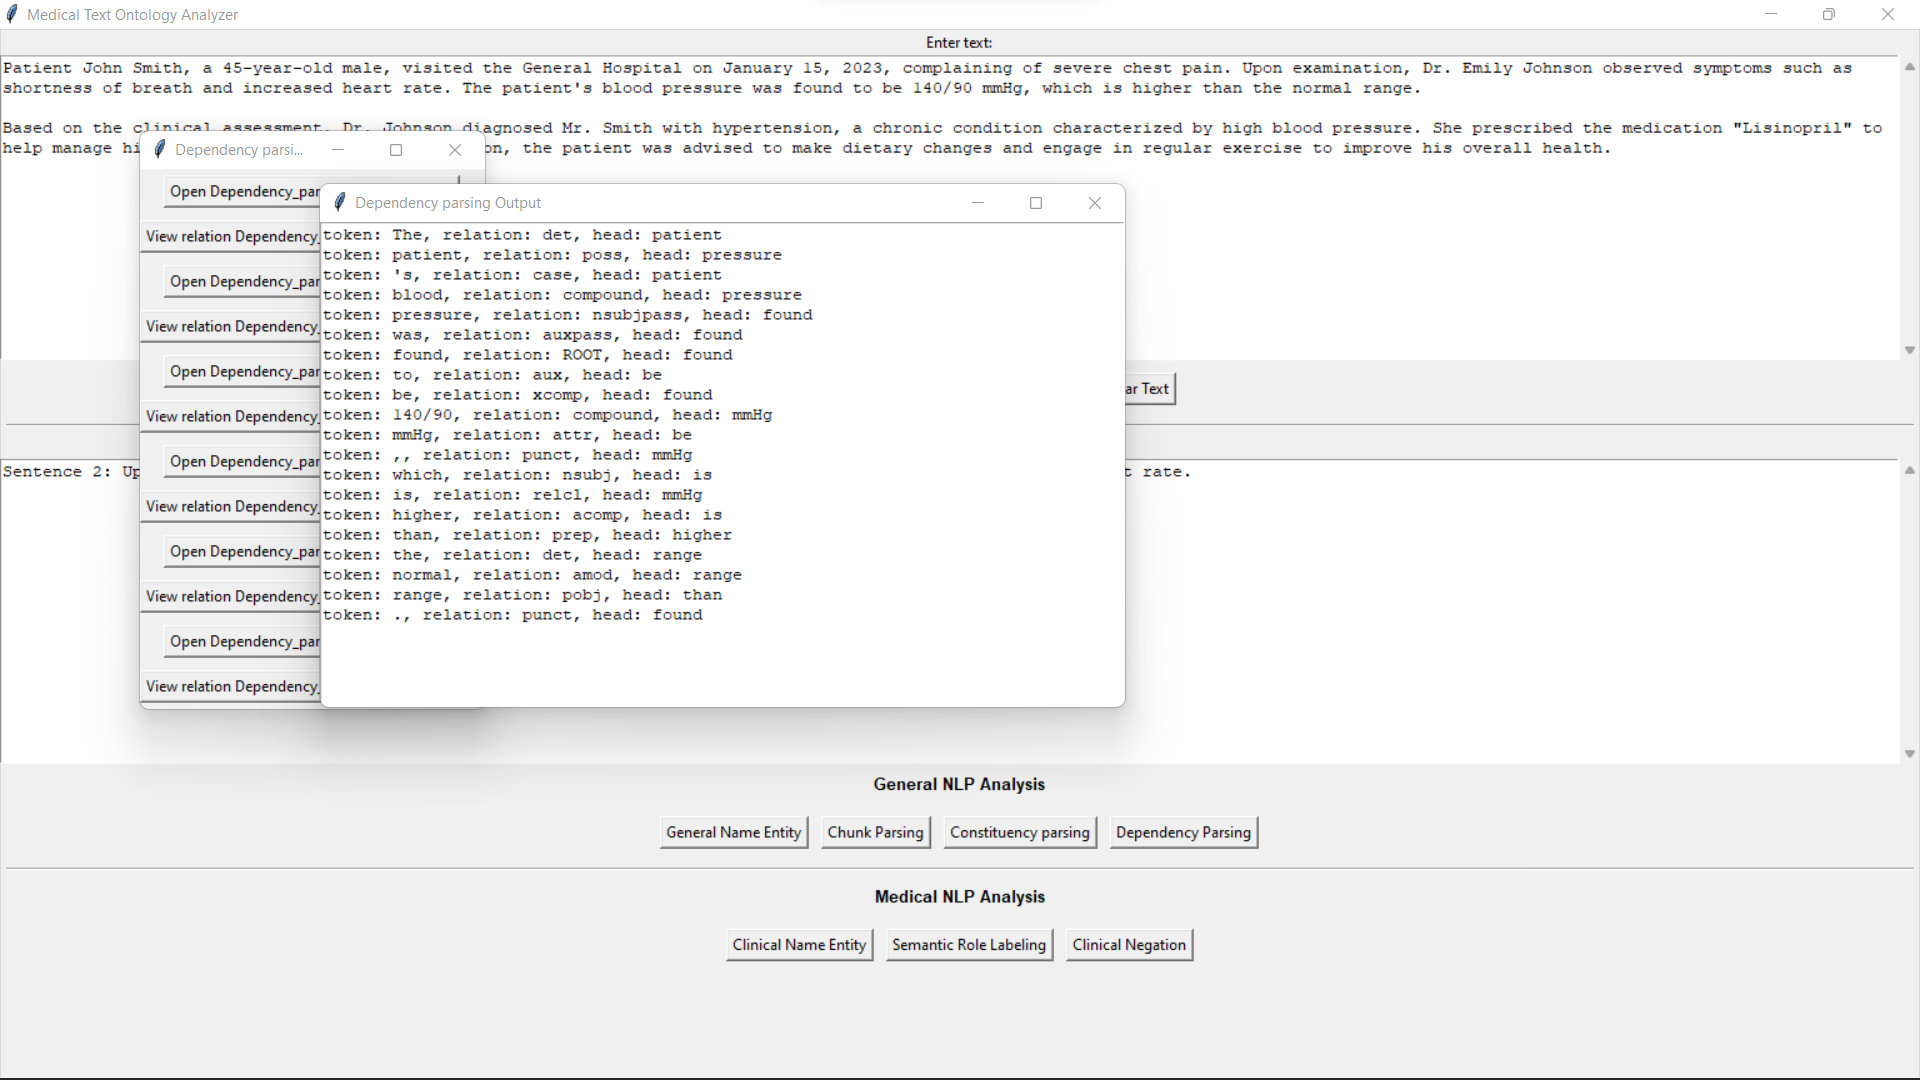 Medical Text Ontology Analyzer
Enter text:
Patient John Smith, a 45-year-old male, visited the General Hospital on January 15, 2023, complaining of severe chest pain. Upon examination, Dr. Emily Johnson observed symptoms such as
shortness of breath and increased heart rate. The patient's blood pressure was found to be 140/90 mmHg, which is higher than the normal range.
Based on the clinical assessment, Dr. Johnson diagnosed Mr. Smith with hypertension, a chronic condition characterized by high blood pressure. She prescribed the medication "Lisinopril" to
help manage hi on, the patient was advised to make dietary changes and engage in regular exercise to improve his overall health.
Dependency parsi...
Open Dependency_par
View relation Dependency_
Open Dependency_par
View relation Dependency_
Open Dependency_par
View relation Dependency_
Open Dependency_par
View relation Dependency_
Open Dependency_par
View relation Dependency_
Open Dependency_par
View relation Dependency_
Dependency parsing Output
token: The, relation: det, head: patient
token: patient, relation: poss, head: pressure
token: 's, relation: case, head: patient
token: blood, relation: compound, head: pressure
token: pressure, relation: nsubjpass, head: found
token: was, relation: auxpass, head: found
token: found, relation: ROOT, head: found
token: to, relation: aux, head: be
token: be, relation: xcomp, head: found
token: 140/90, relation: compound, head: mmHg
token: mmHg, relation: attr, head: be
token: ,, relation: punct, head: mmHg
token: which, relation: nsubj, head: is
token: is, relation: relcl, head: mmHg
token: higher, relation: acomp, head: is
token: than, relation: prep, head: higher
token: the, relation: det, head: range
token: normal, relation: amod, head: range
token: range, relation: pobj, head: than
token: ., relation: punct, head: found
ar Text
Sentence 2: Up t rate.
General NLP Analysis
General Name Entity Chunk Parsing Constituency parsing Dependency Parsing
Medical NLP Analysis
Clinical Name Entity Semantic Role Labeling Clinical Negation